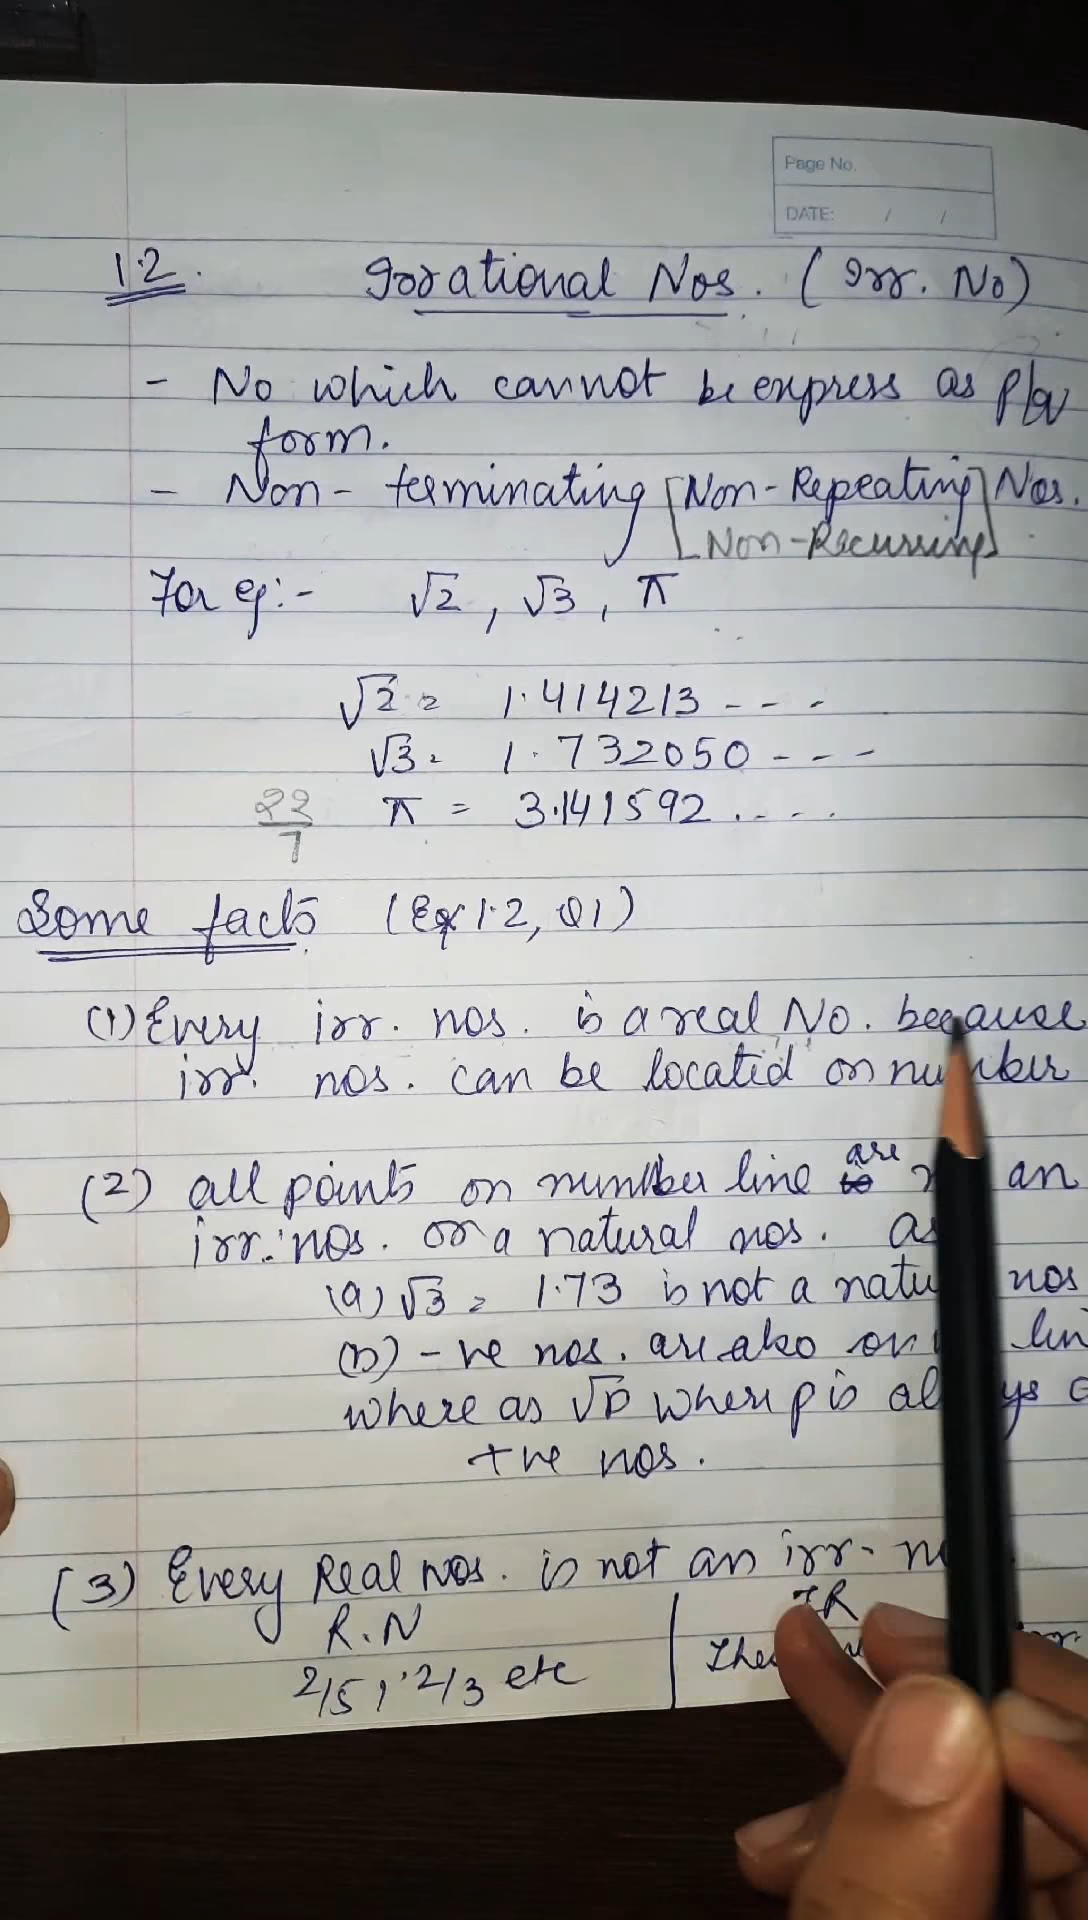 Page No.
DATE: / /
1.2. Irrational Nos. (Irr. No)
- No which cannot be express as p/q
form.
- Non-terminating [Non-Repeating] Nos.
[Non-Recurring]
For eg:- √2, √3, π
√2 = 1.414213 - - -
√3 = 1.732050 - - -
22/7 π = 3.141592 . - - .
Some facts (Ex 1.2, Q1)
(1) Every irr. nos. is a real No. because
irr. nos. can be located on number
(2) all points on number line are an
irr. nos. or a natural nos. as
(a) √3 = 1.73 is not a natu nos
(b) -ve nos. are also on lin
where as √p where p is al ys
+ve nos.
(3) Every Real nos. is not an irr- n
R.N IR
2/5, 2/3 etc